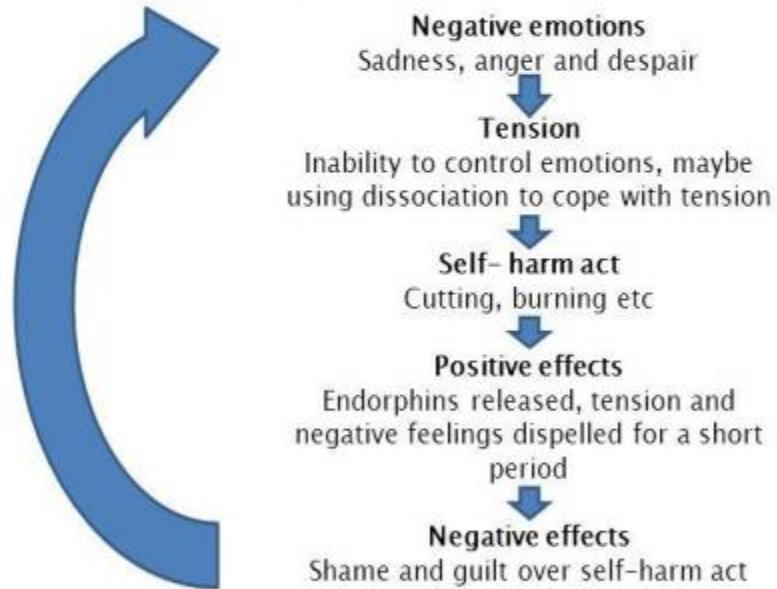 Negative emotions
Sadness, anger and despair
Tension
Inability to control emotions, maybe
using dissociation to cope with tension
Self- harm act
Cutting, burning etc
Positive effects
Endorphins released, tension and
negative feelings dispelled for a short
period
Negative effects
Shame and guilt over self-harm act